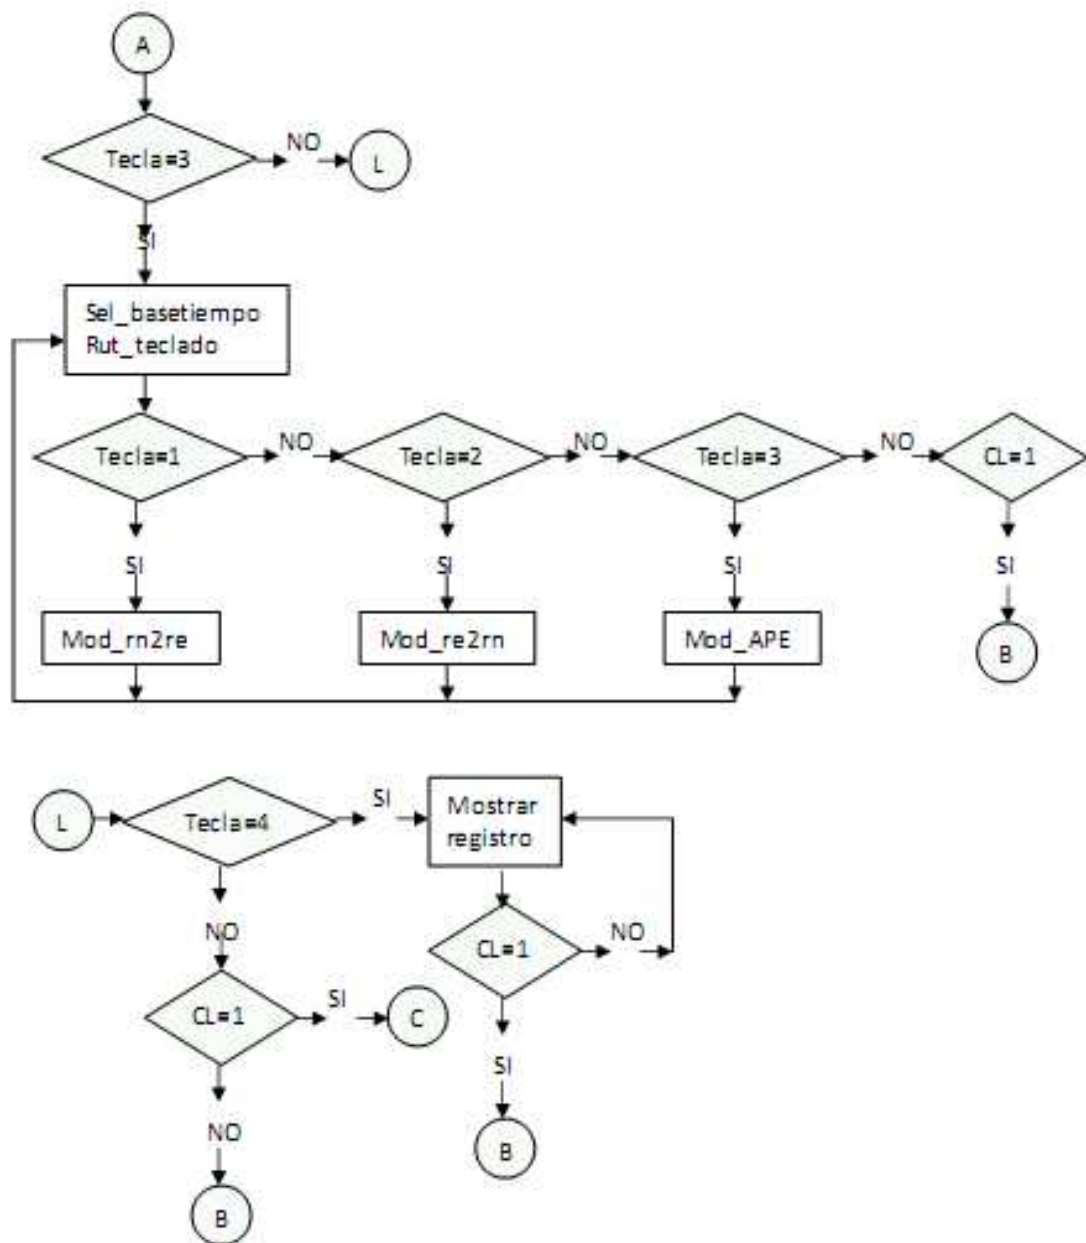 A
Tecla=3
NO
L
SI
Sel_basetiempo
Rut_teclado
Tecla=1
NO
Tecla=2
NO
Tecla=3
NO
CL=1
SI
SI
SI
SI
Mod_rn2re
Mod_re2rn
Mod_APE
B
L
Tecla=4
SI
Mostrar
registro
NO
CL=1
NO
CL=1
SI
C
SI
NO
B
B